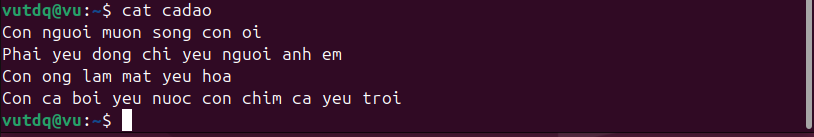 vutdq@vu:~$ cat cadao
Con nguoi muon song con oi
Phai yeu dong chi yeu nguoi anh em
Con ong lam mat yeu hoa
Con ca boi yeu nuoc con chim ca yeu troi
vutdq@vu:~$